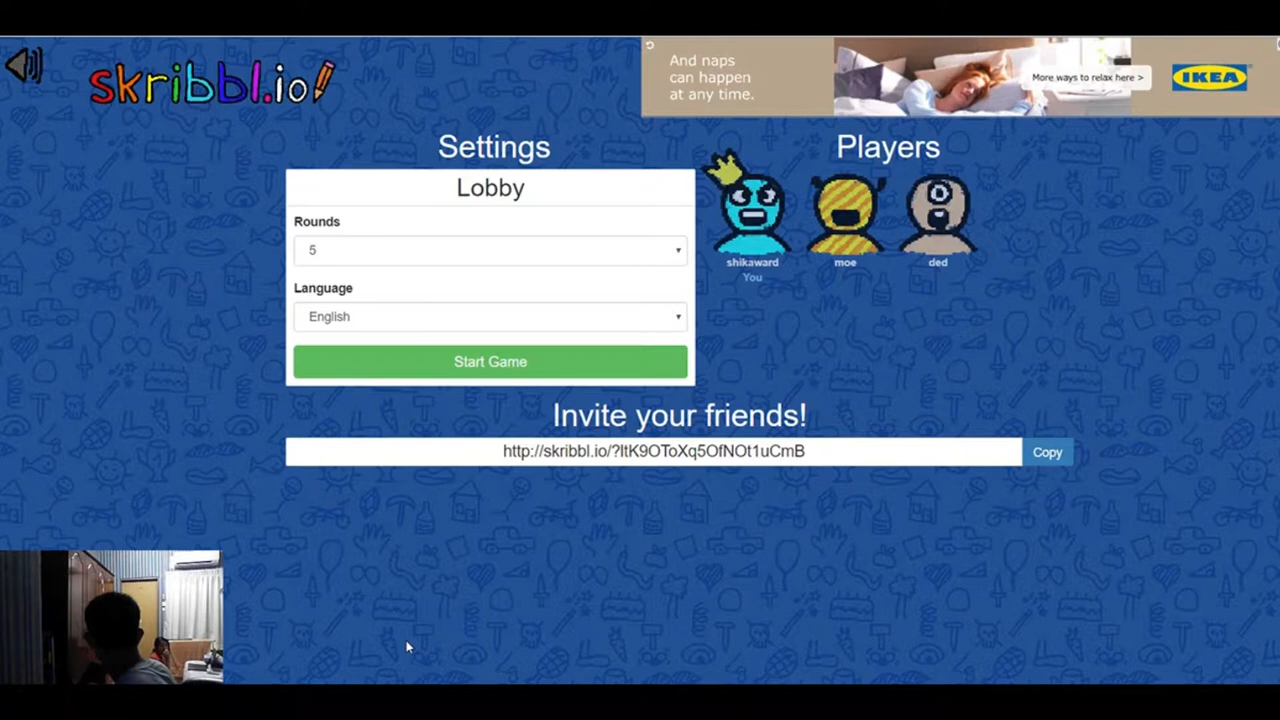 skribbl.io
And naps
can happen
at any time.
More ways to relax here >
IKEA
Settings
Players
Lobby
Rounds
5
Language
English
Start Game
shikaward
You
moe
ded
Invite your friends!
http://skribbl.io/?ltK9OToXq5OfNOt1uCmB
Copy